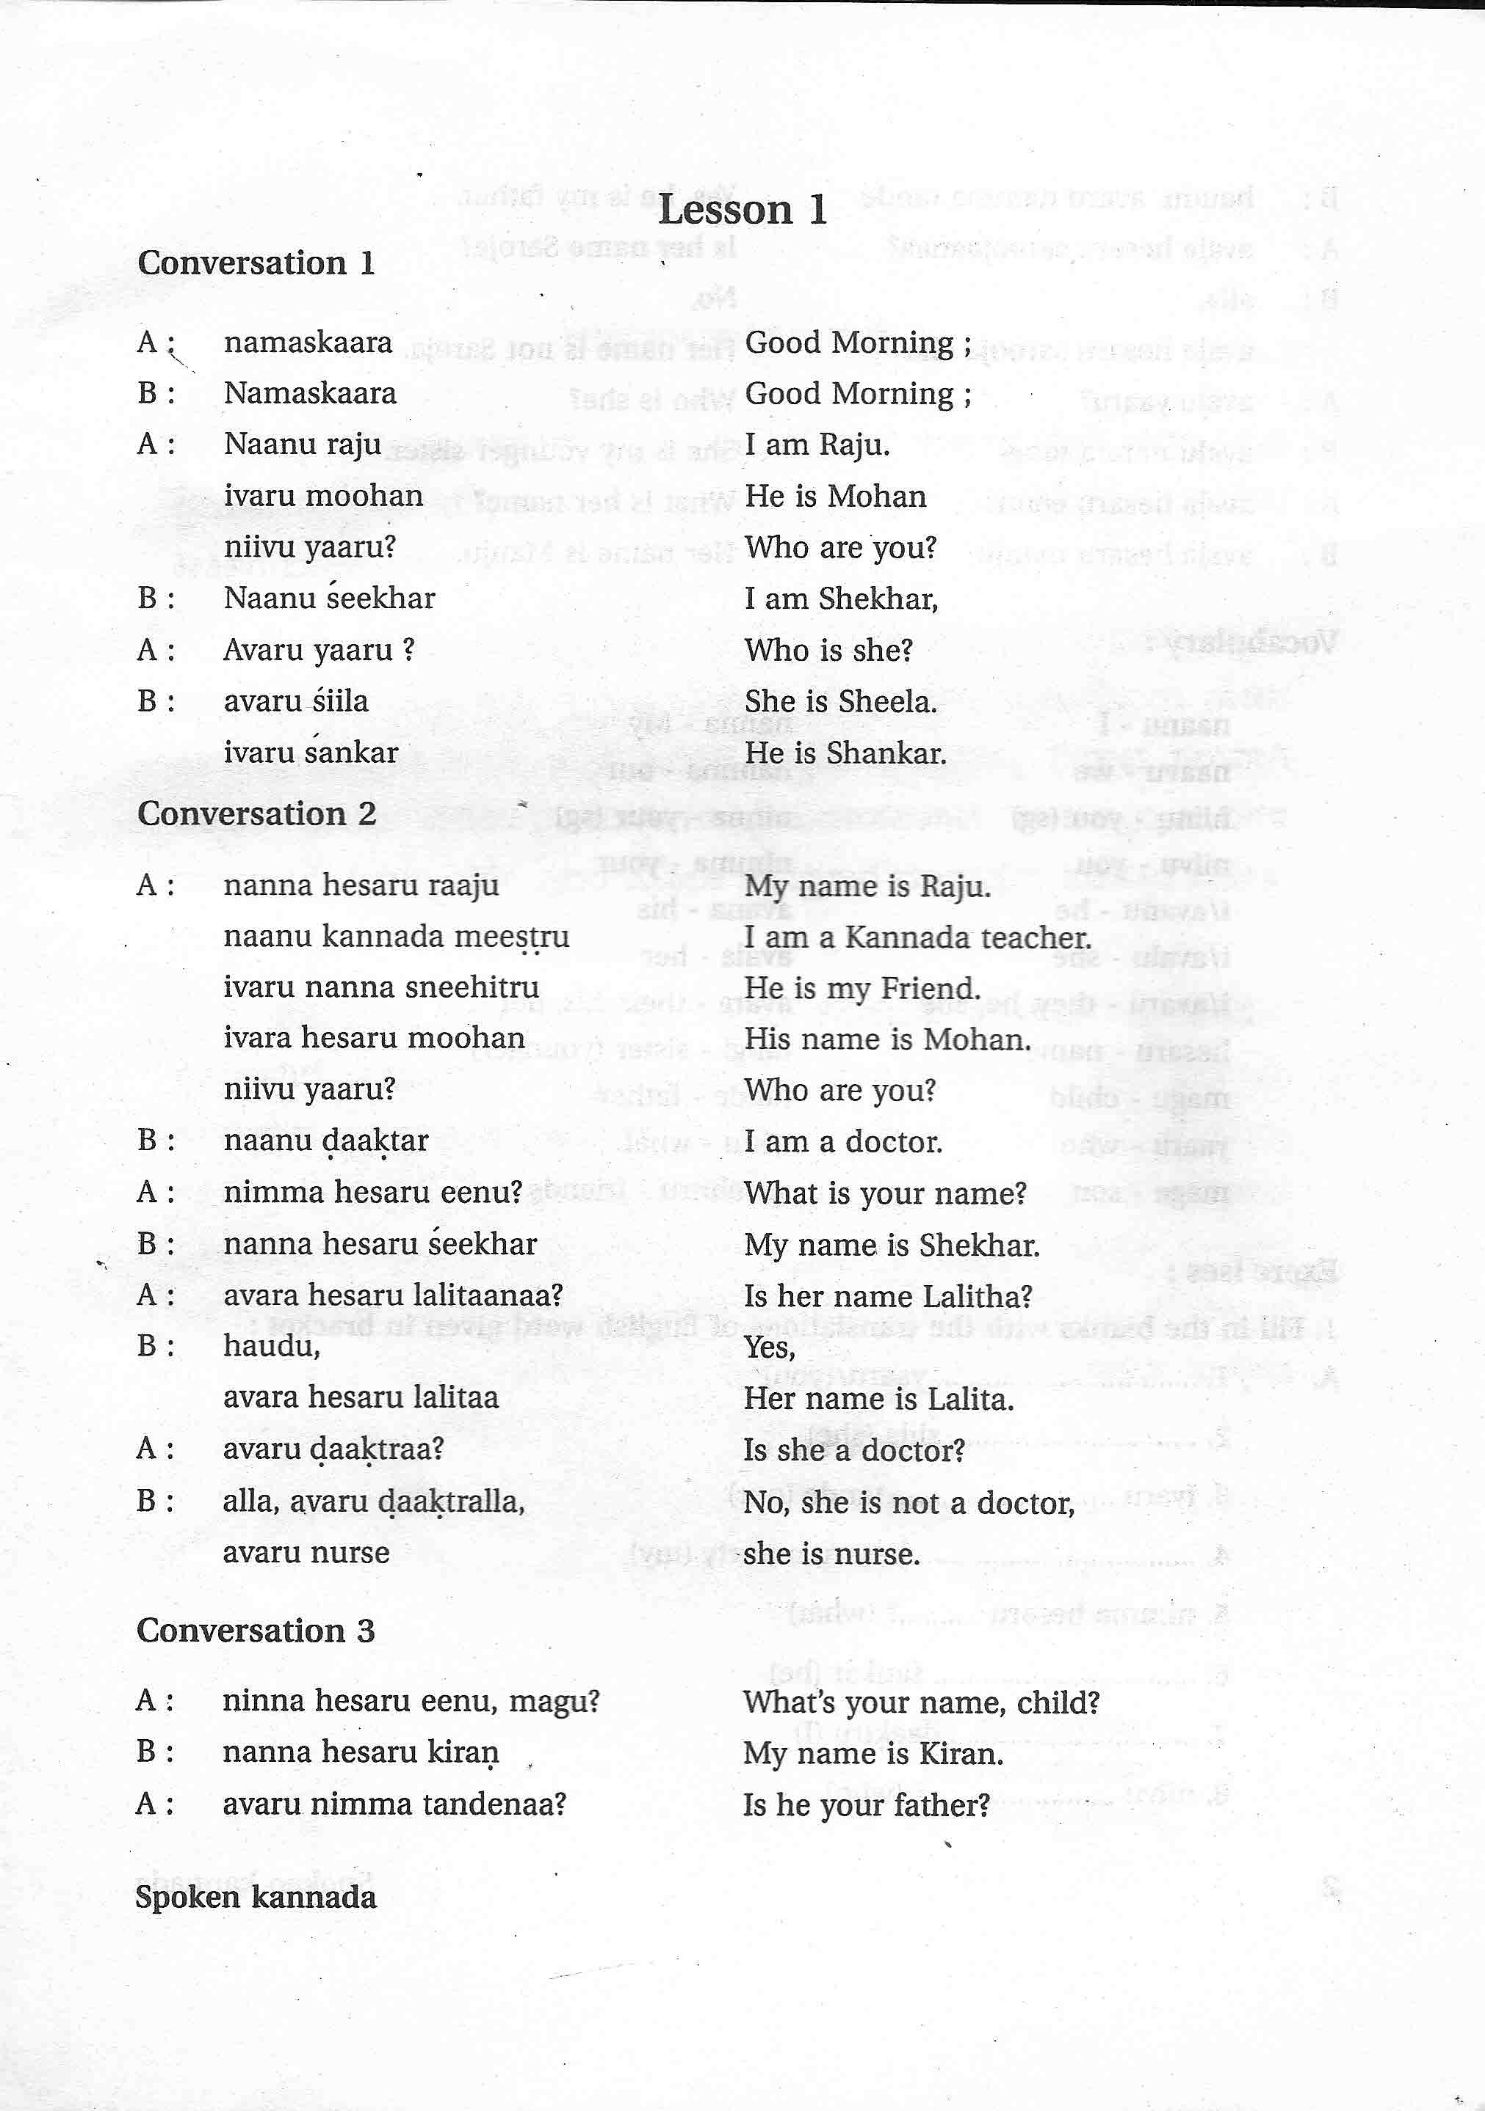 Lesson 1
Conversation 1
A : namaskaara Good Morning ;
B : Namaskaara Good Morning ;
A : Naanu raju I am Raju.
ivaru moohan He is Mohan
niivu yaaru? Who are you?
B : Naanu śeekhar I am Shekhar,
A : Avaru yaaru ? Who is she?
B : avaru śiila She is Sheela.
ivaru śankar He is Shankar.
Conversation 2
A : nanna hesaru raaju My name is Raju.
naanu kannada meeṣṭru I am a Kannada teacher.
ivaru nanna sneehitru He is my Friend.
ivara hesaru moohan His name is Mohan.
niivu yaaru? Who are you?
B : naanu ḍaakṭar I am a doctor.
A : nimma hesaru eenu? What is your name?
B : nanna hesaru śeekhar My name is Shekhar.
A : avara hesaru lalitaanaa? Is her name Lalitha?
B : haudu, Yes,
avara hesaru lalitaa Her name is Lalita.
A : avaru ḍaaḳtraa? Is she a doctor?
B : alla, avaru ḍaaḳtralla, No, she is not a doctor,
avaru nurse she is nurse.
Conversation 3
A : ninna hesaru eenu, magu? What's your name, child?
B : nanna hesaru kiraṇ My name is Kiran.
A : avaru nimma tandenaa? Is he your father?
Spoken kannada